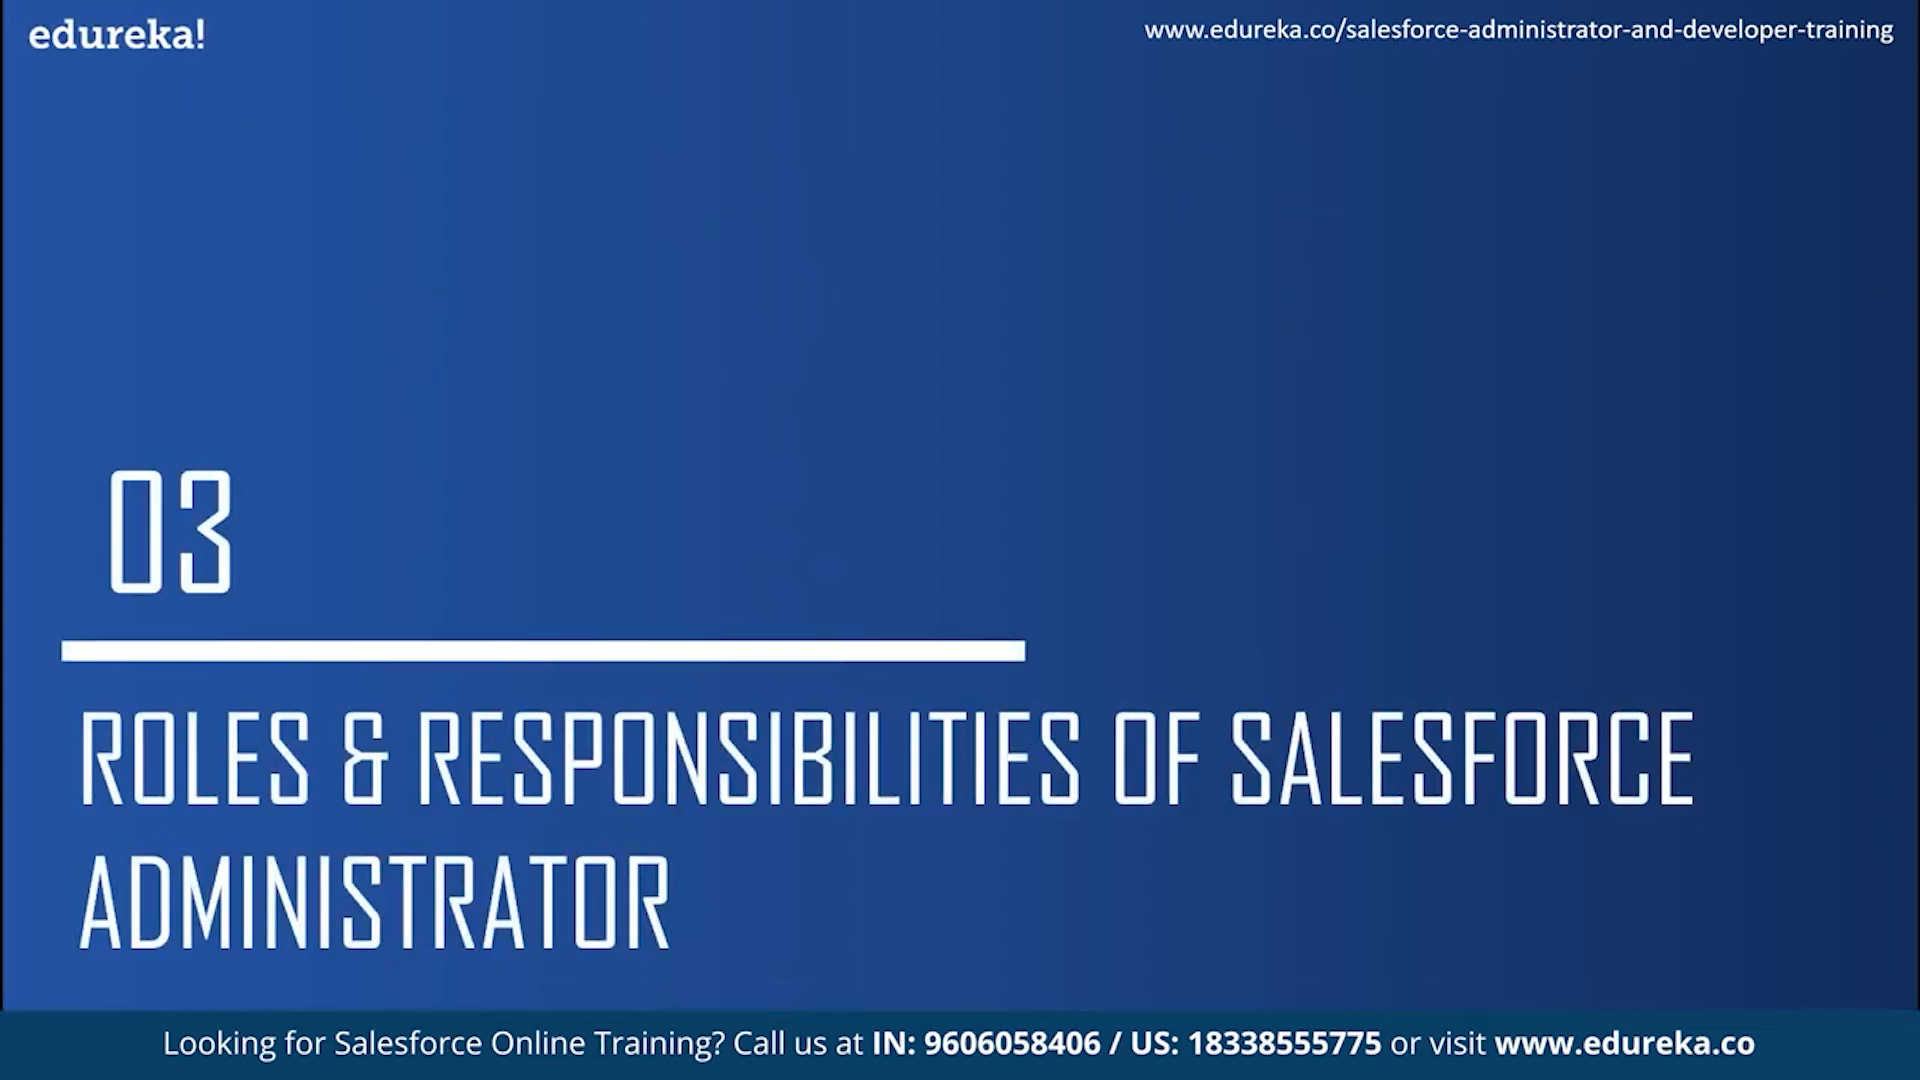 edureka!
www.edureka.co/salesforce-administrator-and-developer-training
03
ROLES & RESPONSIBILITIES OF SALESFORCE
ADMINISTRATOR
Looking for Salesforce Online Training? Call us at IN: 9606058406 / US: 18338555775 or visit www.edureka.co